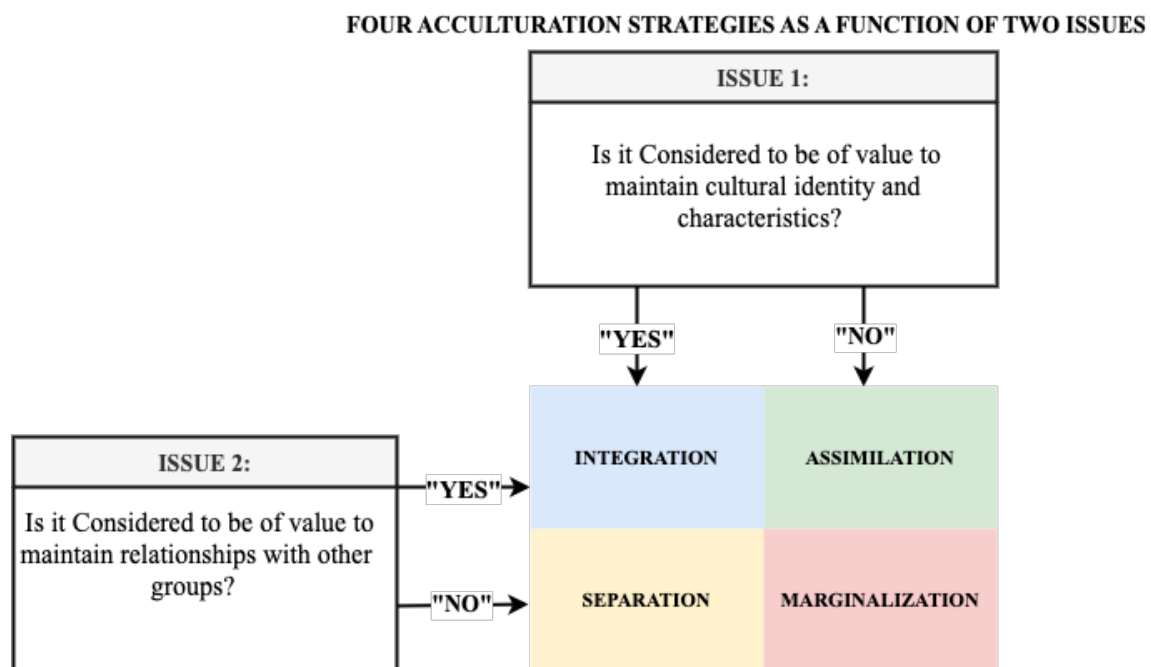 FOUR ACCULTURATION STRATEGIES AS A FUNCTION OF TWO ISSUES
ISSUE 1:
Is it Considered to be of value to
maintain cultural identity and
characteristics?
"YES"
"NO"
ISSUE 2:
Is it Considered to be of value to
maintain relationships with other
groups?
"YES"
"NO"
INTEGRATION
ASSIMILATION
SEPARATION
MARGINALIZATION